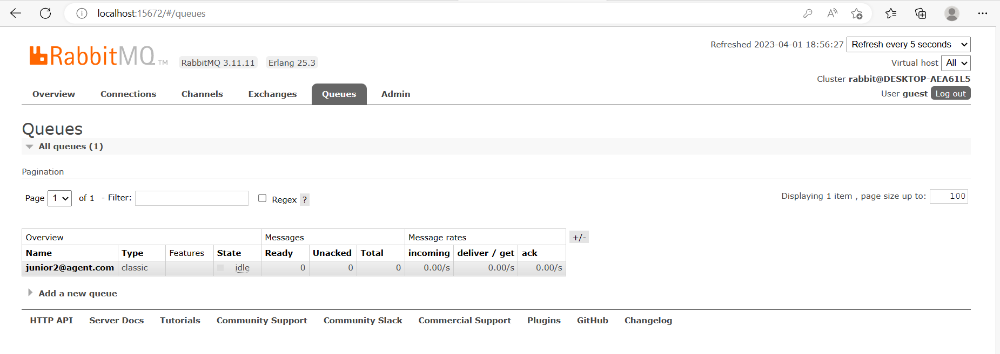 localhost:15672/#/queues
Refreshed 2023-04-01 18:56:27 Refresh every 5 seconds
RabbitMQ TM RabbitMQ 3.11.11 Erlang 25.3
Virtual host All
Cluster rabbit@DESKTOP-AEA61L5
User guest Log out
Overview Connections Channels Exchanges Queues Admin
Queues
All queues (1)
Pagination
Page 1 of 1 - Filter: Regex ? Displaying 1 item , page size up to: 100
Overview Messages Message rates +/-
Name Type Features State Ready Unacked Total incoming deliver / get ack
junior2@agent.com classic idle 0 0 0 0.00/s 0.00/s 0.00/s
Add a new queue
HTTP API Server Docs Tutorials Community Support Community Slack Commercial Support Plugins GitHub Changelog